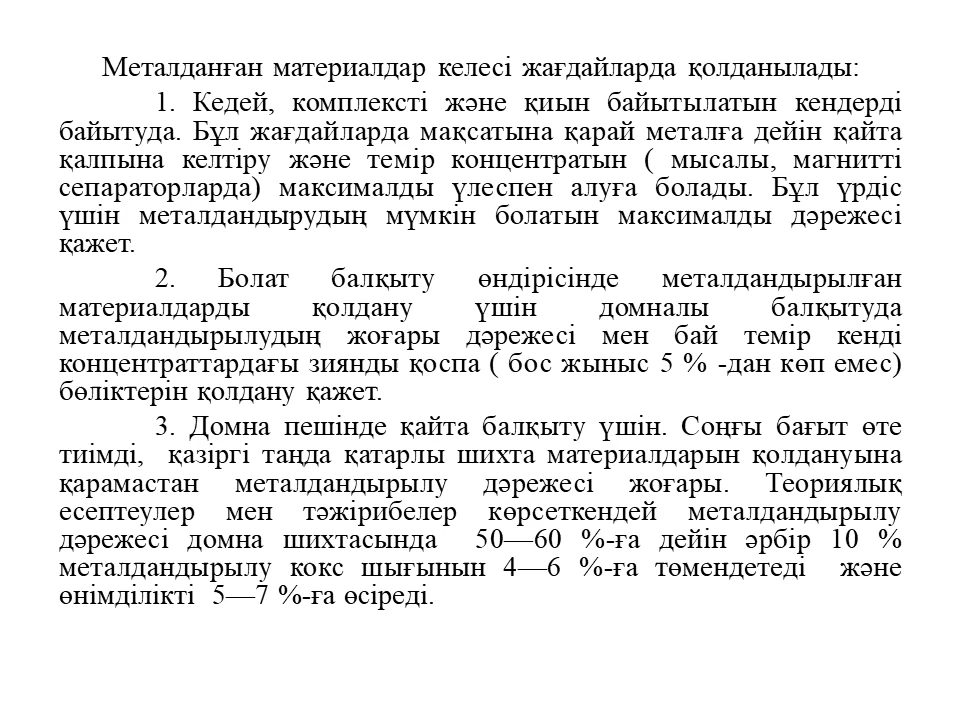 Металданған материалдар келесі жағдайларда қолданылады:
1. Кедей, комплексті және қиын байытылатын кендерді
байытуда. Бұл жағдайларда мақсатына қарай металға дейін қайта
қалпына келтіру және темір концентратын ( мысалы, магнитті
сепараторларда) максималды үлеспен алуға болады. Бұл үрдіс
үшін металдандырудың мүмкін болатын максималды дәрежесі
қажет.
2. Болат балқыту өндірісінде металдандырылған
материалдарды қолдану үшін домналы балқытуда
металдандырылудың жоғары дәрежесі мен бай темір кенді
концентраттардағы зиянды қоспа ( бос жыныс 5 % -дан көп емес)
бөліктерін қолдану қажет.
3. Домна пешінде қайта балқыту үшін. Соңғы бағыт өте
тиімді, қазіргі таңда қатарлы шихта материалдарын қолдануына
қарамастан металдандырылу дәрежесі жоғары. Теориялық
есептеулер мен тәжірибелер көрсеткендей металдандырылу
дәрежесі домна шихтасында 50—60 %-ға дейін әрбір 10 %
металдандырылу кокс шығынын 4—6 %-ға төмендетеді және
өнімділікті 5—7 %-ға өсіреді.